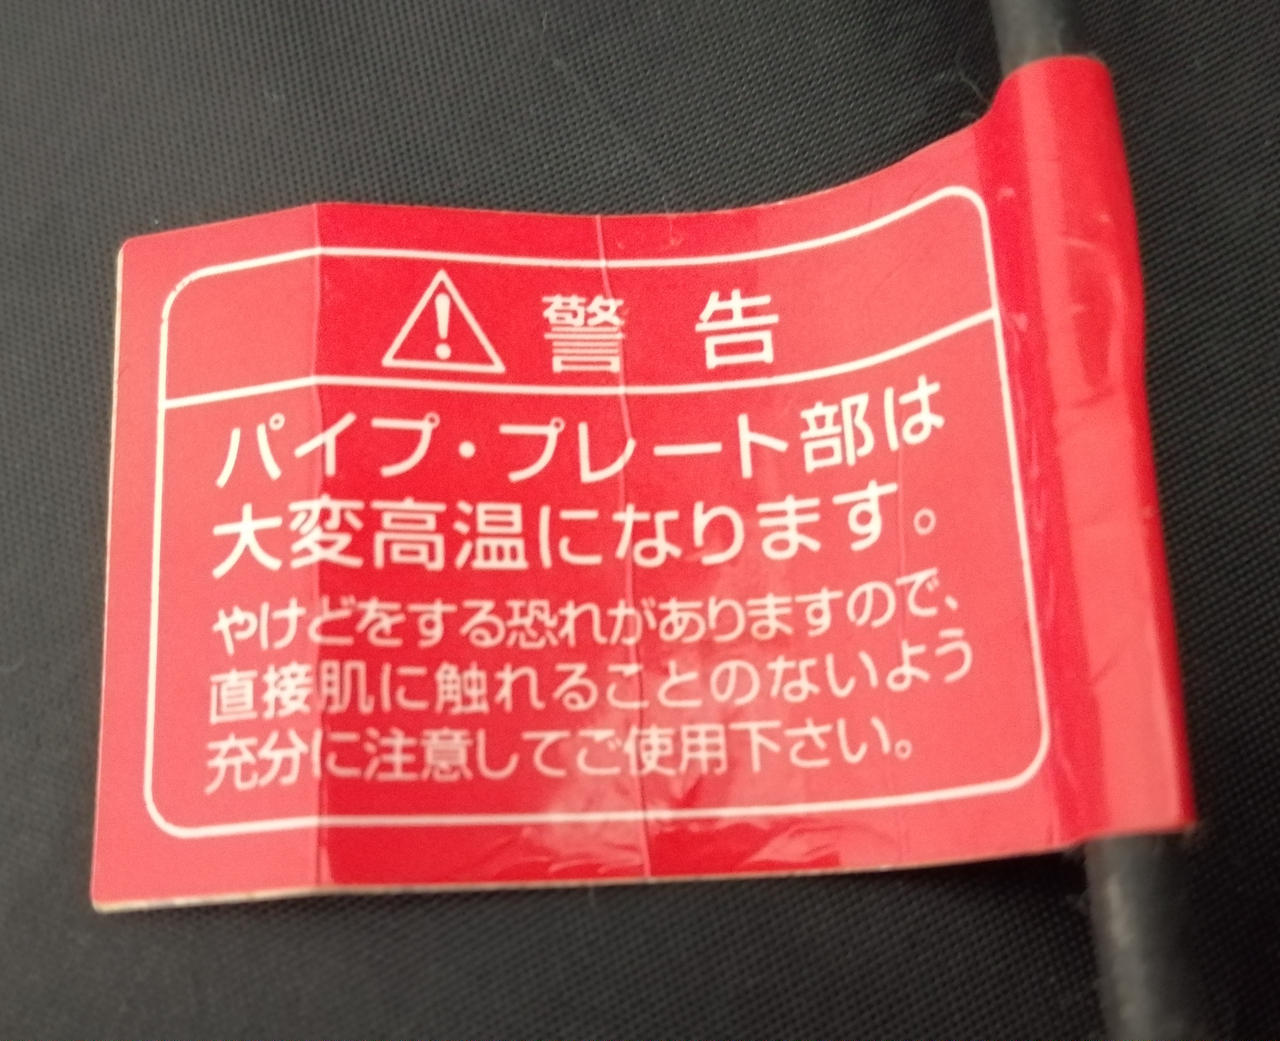 警告
パイプ・プレート部は
大変高温になります。
やけどをする恐れがありますので、
直接肌に触れることのないよう
充分に注意してご使用下さい。